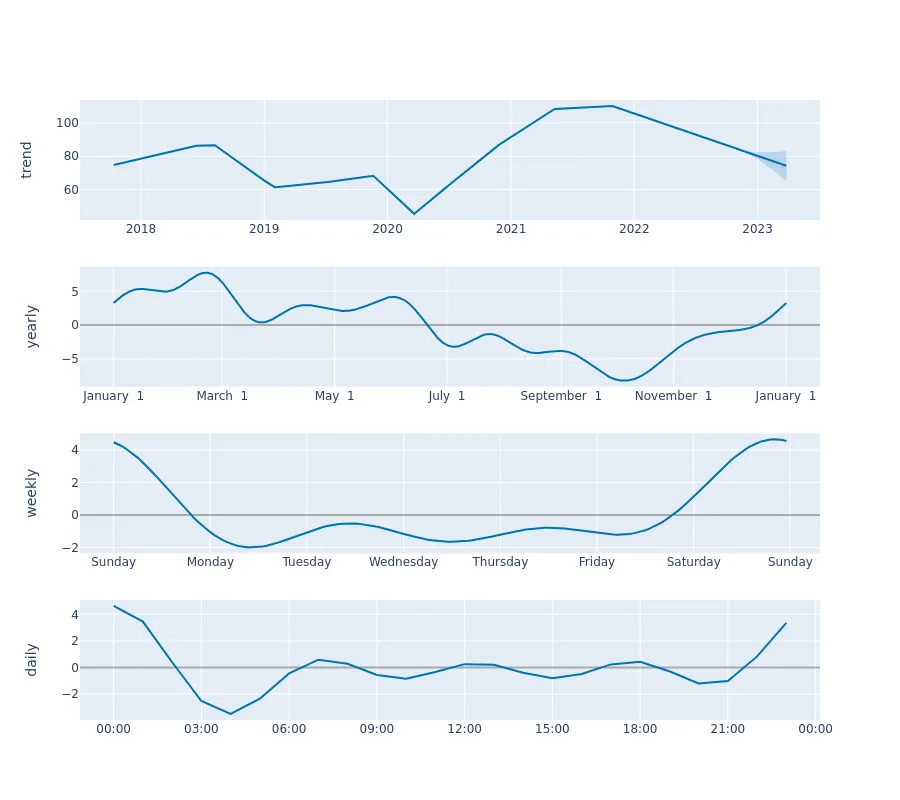 100
80
60
trend
2018 2019 2020 2021 2022 2023
5
0
−5
yearly
January 1 March 1 May 1 July 1 September 1 November 1 January 1
4
2
0
−2
weekly
Sunday Monday Tuesday Wednesday Thursday Friday Saturday Sunday
4
2
0
−2
daily
00:00 03:00 06:00 09:00 12:00 15:00 18:00 21:00 00:00